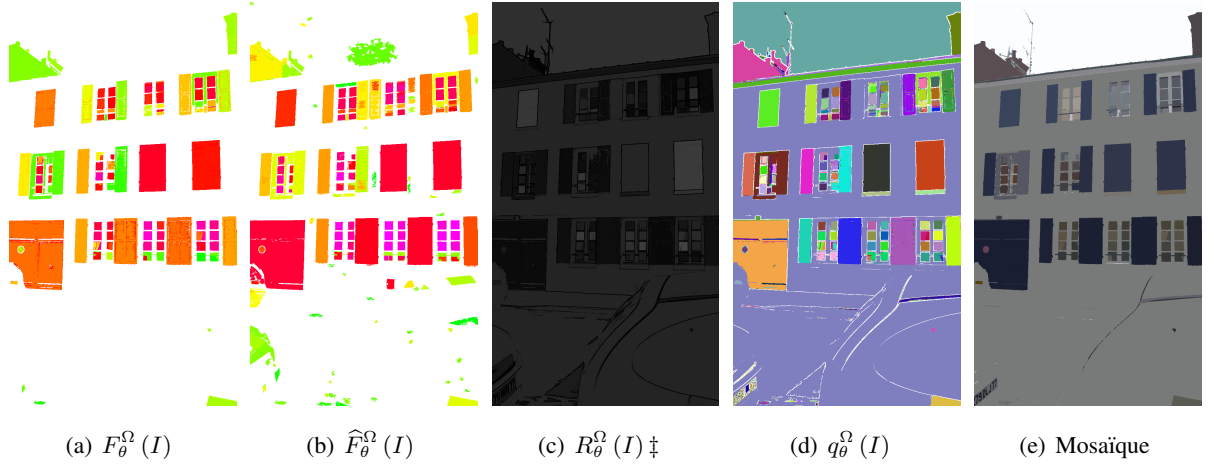 (a) $F_\theta^\Omega (I)$
(b) $\widehat{F}_\theta^\Omega (I)$
(c) $R_\theta^\Omega (I)$ ‡
(d) $q_\theta^\Omega (I)$
(e) Mosaïque